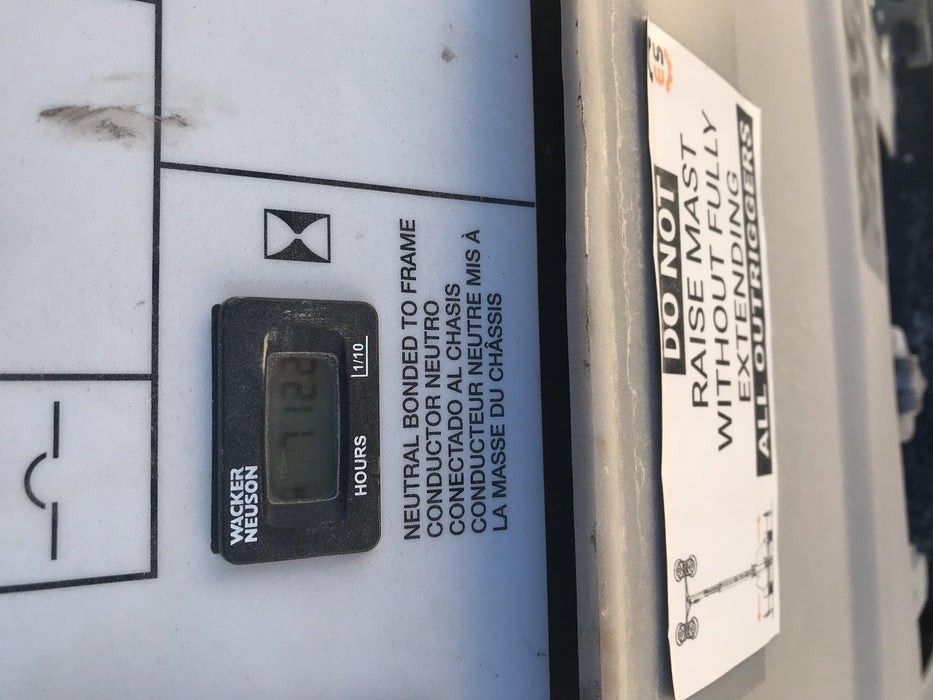 WACKER
NEUSON
HOURS
1/10
NEUTRAL BONDED TO FRAME
CONDUCTOR NEUTRO
CONECTADO AL CHASIS
CONDUCTEUR NEUTRE MIS À
LA MASSE DU CHÂSSIS
DO NOT
RAISE MAST
WITHOUT FULLY
EXTENDING
ALL OUTRIGGERS